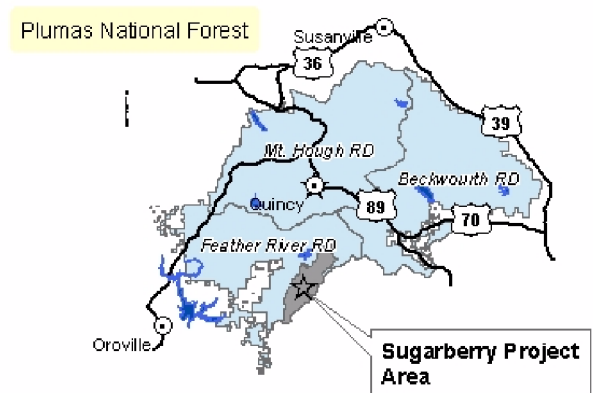 Plumas National Forest
Susanville
36
39
Mt. Hough RD
Beckwourth RD
Quincy
89
70
Feather River RD
Oroville
Sugarberry Project
Area